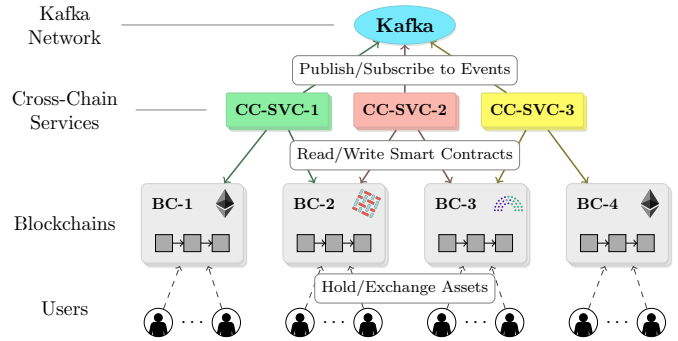 Kafka
Network
Kafka
Publish/Subscribe to Events
Cross-Chain
Services
CC-SVC-1
CC-SVC-2
CC-SVC-3
Read/Write Smart Contracts
Blockchains
BC-1
BC-2
BC-3
BC-4
Hold/Exchange Assets
Users
...
...
...
...